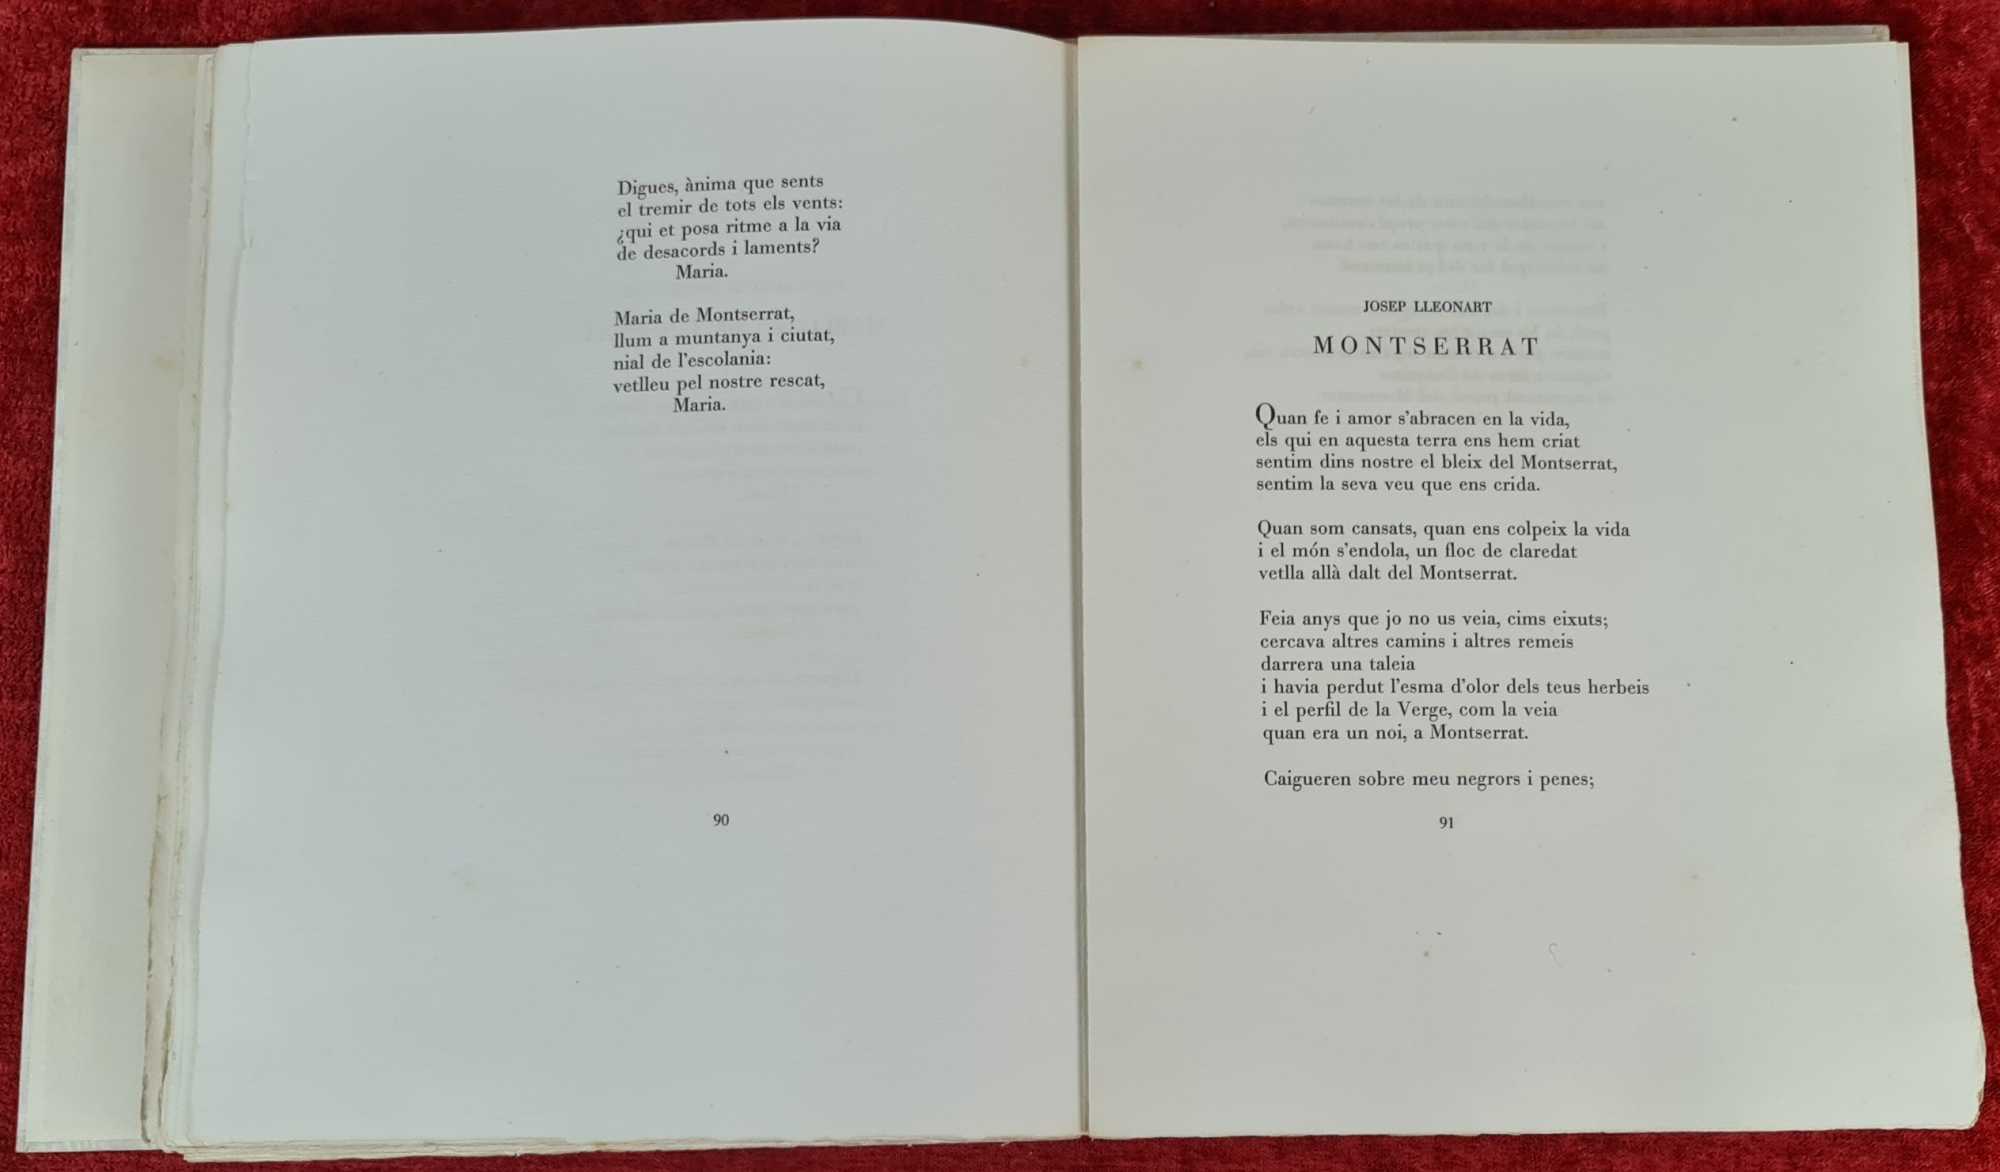 Digues, ànima que sents
el tremir de tots els vents:
¿qui et posa ritme a la via
de desacords i laments?
Maria.
Maria de Montserrat,
llum a muntanya i ciutat,
nial de l'escolania:
vetlleu pel nostre rescat,
Maria.
90
JOSEP LLEONART
MONTSERRAT
Quan fe i amor s'abracen en la vida,
els qui en aquesta terra ens hem criat
sentim dins nostre el bleix del Montserrat,
sentim la seva veu que ens crida.
Quan som cansats, quan ens colpeix la vida
i el món s'endola, un floc de claredat
vetlla allà dalt del Montserrat.
Feia anys que jo no us veia, cims eixuts;
cercava altres camins i altres remeis
darrera una taleia
i havia perdut l'esma d'olor dels teus herbeis
i el perfil de la Verge, com la veia
quan era un noi, a Montserrat.
Caigueren sobre meu negrors i penes;
91